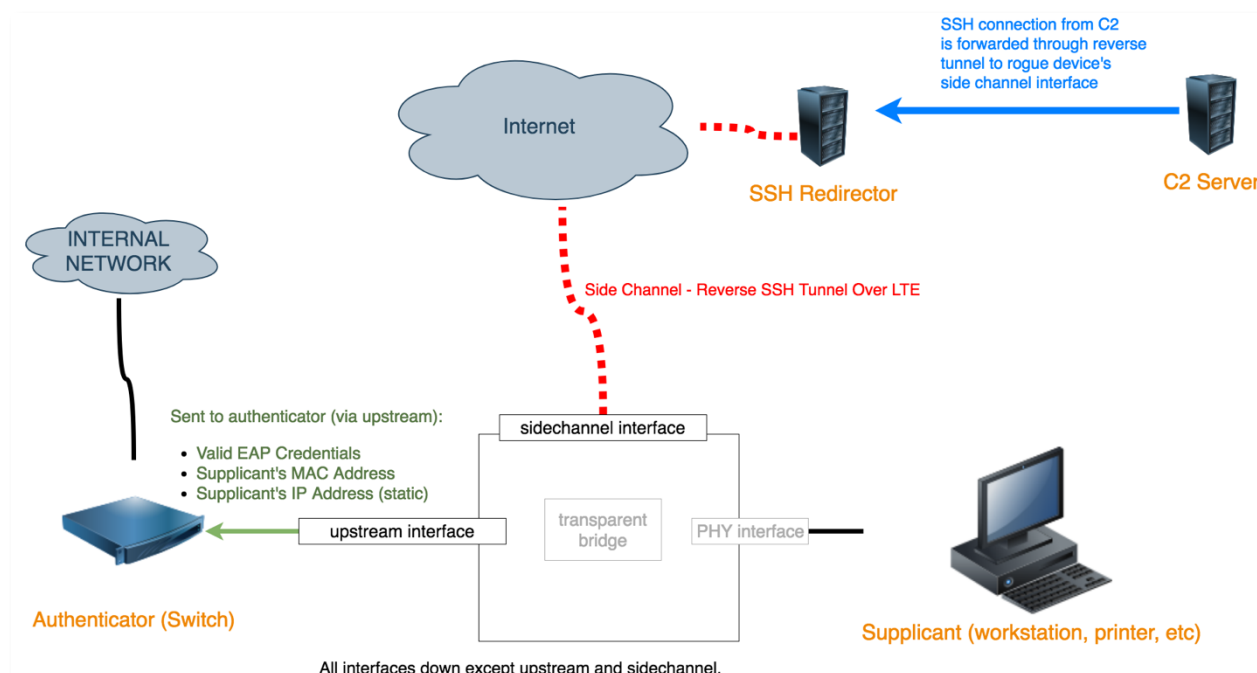 SSH connection from C2
is forwarded through reverse
tunnel to rogue device's
side channel interface
Internet
SSH Redirector
C2 Server
INTERNAL
NETWORK
Side Channel - Reverse SSH Tunnel Over LTE
Sent to authenticator (via upstream):
• Valid EAP Credentials
• Supplicant's MAC Address
• Supplicant's IP Address (static)
sidechannel interface
transparent
bridge
upstream interface
PHY interface
Authenticator (Switch)
Supplicant (workstation, printer, etc)
All interfaces down except upstream and sidechannel.